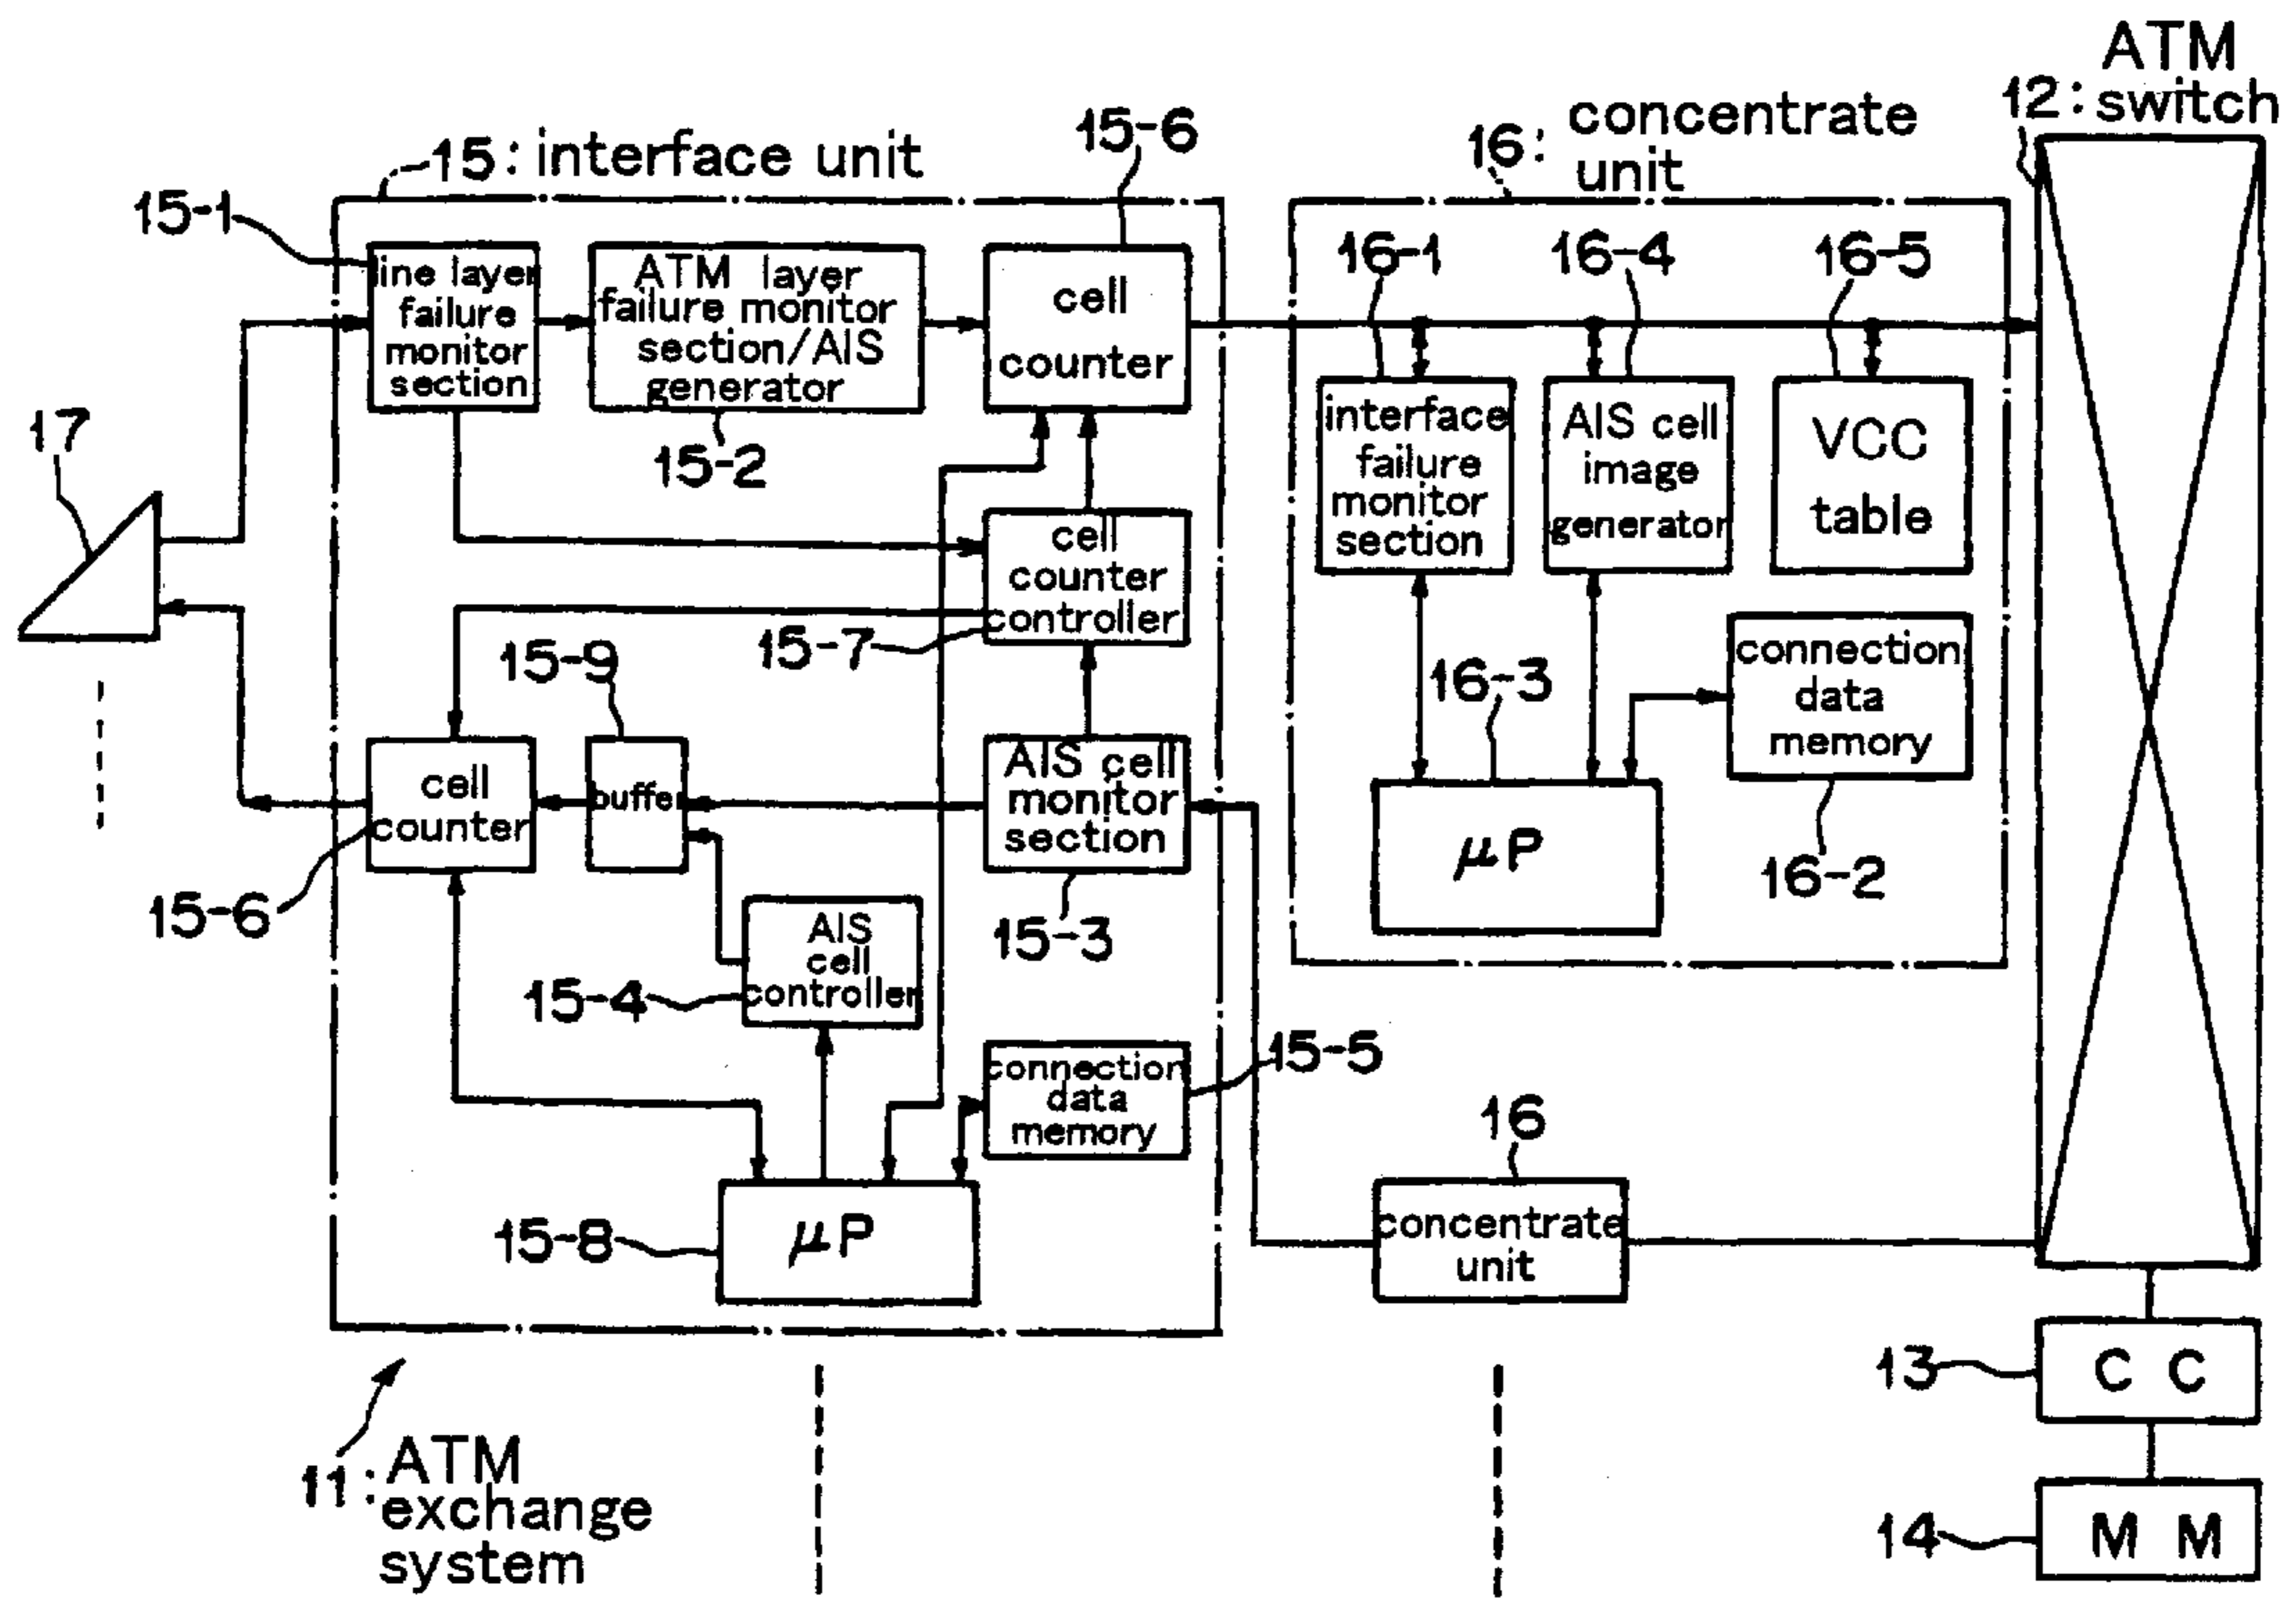 ATM
12: switch
15-6
16: concentrate
unit
15: interface unit
15-1
16-1
16-4
16-5
line layer
failure
monitor
section
ATM layer
failure monitor
section/AIS
generator
cell
counter
15-2
17
interface
failure
monitor
section
AIS cell
image
generator
VCC
table
cell
counter
controller
15-7
15-9
16-3
connection
data
memory
cell
counter
buffer
AIS cell
monitor
section
μP
16-2
15-6
15-3
AIS
cell
controller
15-4
connection
data
memory
15-5
16
μP
15-8
concentrate
unit
13
C C
11: ATM
exchange
system
14
M M